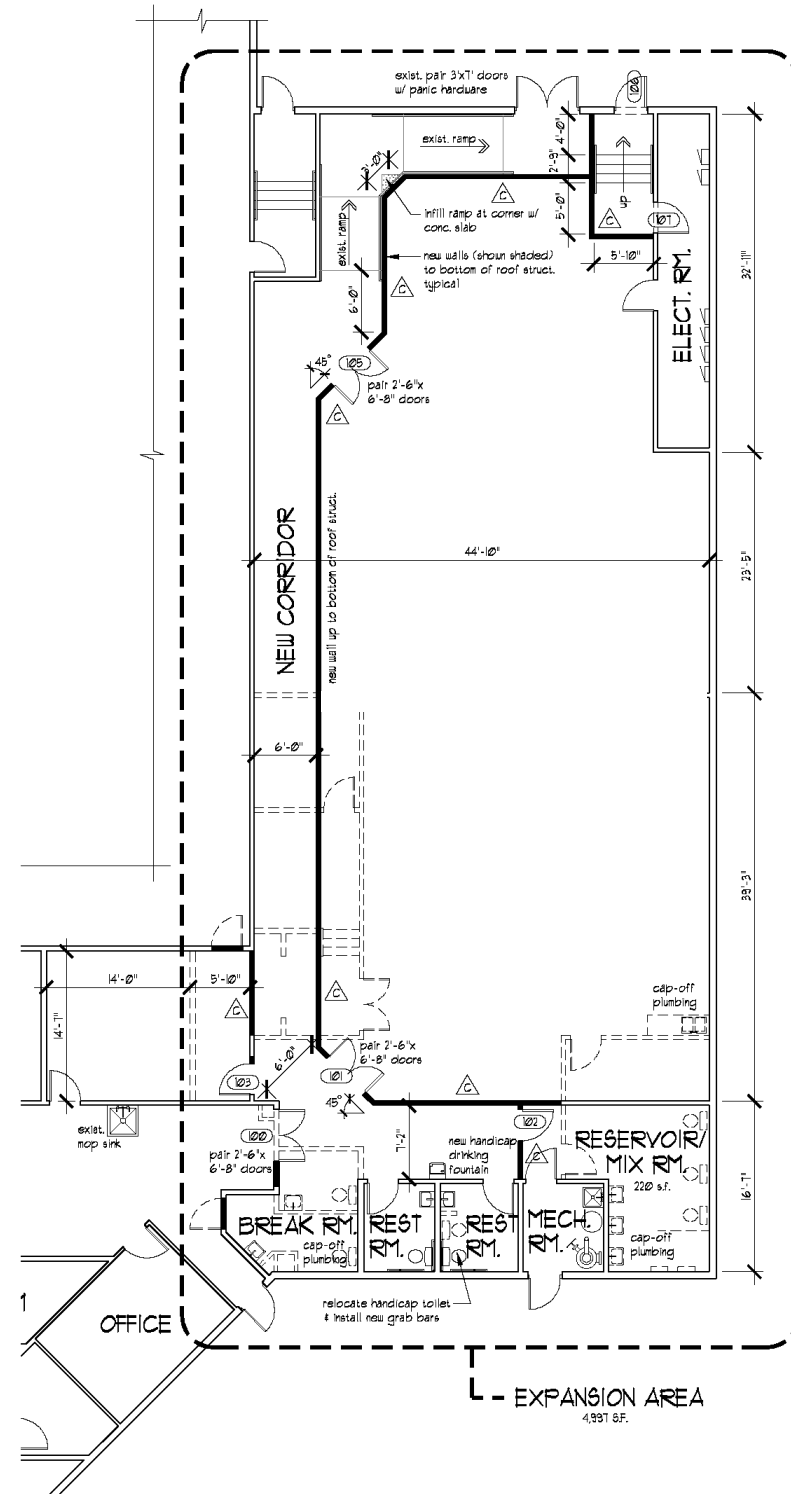 exist. pair 3'x7' doors
w/ panic hardware
106
exist. ramp
4'-0"
2'-9"
3'-0"
5'-0"
UP
107
C
C
infill ramp at corner w/
conc. slab
exist. ramp
new walls (shown shaded)
to bottom of roof struct.
typical
C
5'-10"
ELECT. RM.
32'-11"
6'-0"
45°
105
pair 2'-6"x
6'-8" doors
C
NEW CORRIDOR
new wall up to bottom of roof struct.
44'-10"
23'-5"
6'-0"
39'-3"
14'-0"
5'-10"
C
C
14'-7"
cap-off
plumbing
pair 2'-6"x
6'-8" doors
6'-0"
101
103
45°
C
exist.
mop sink
100
pair 2'-6"x
6'-8" doors
7'-2"
new handicap
drinking
fountain
102
C
RESERVOIR/
MIX RM.
220 s.f.
16'-7"
BREAK RM.
cap-off
plumbing
REST
RM.
REST
RM.
MECH.
RM.
cap-off
plumbing
relocate handicap toilet
& install new grab bars
1
OFFICE
EXPANSION AREA
4,997 S.F.